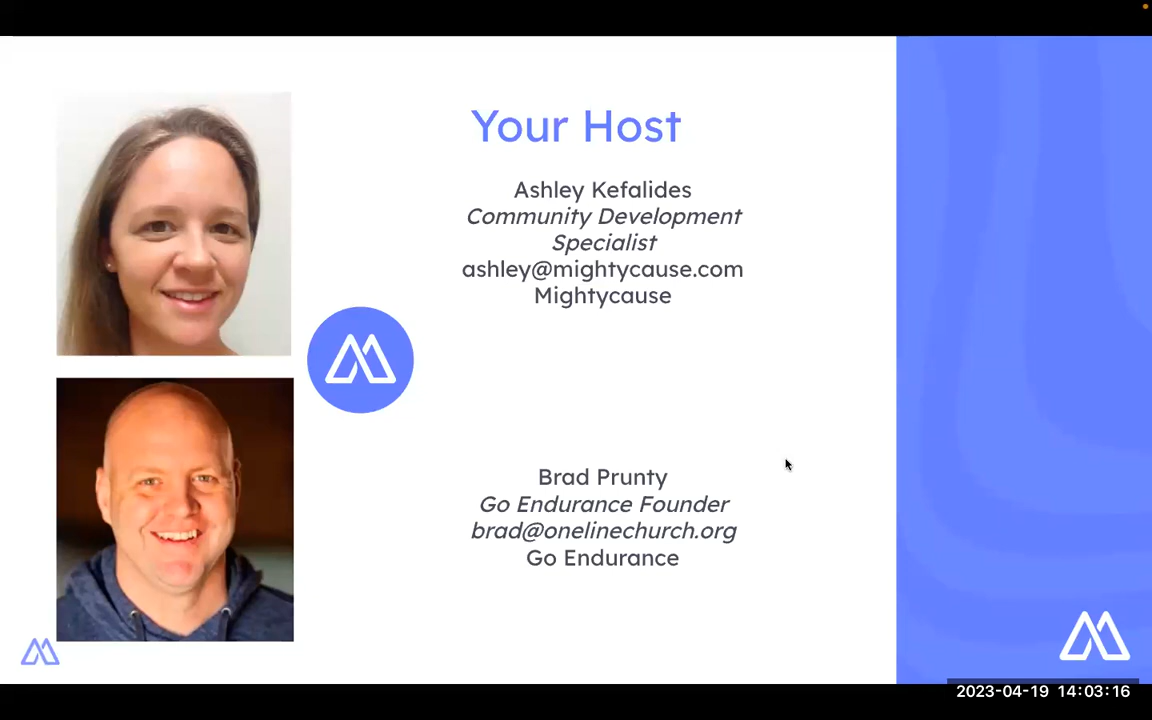 Your Host
Ashley Kefalides
Community Development
Specialist
ashley@mightycause.com
Mightycause
Brad Prunty
Go Endurance Founder
brad@onelinechurch.org
Go Endurance
2023-04-19 14:03:16